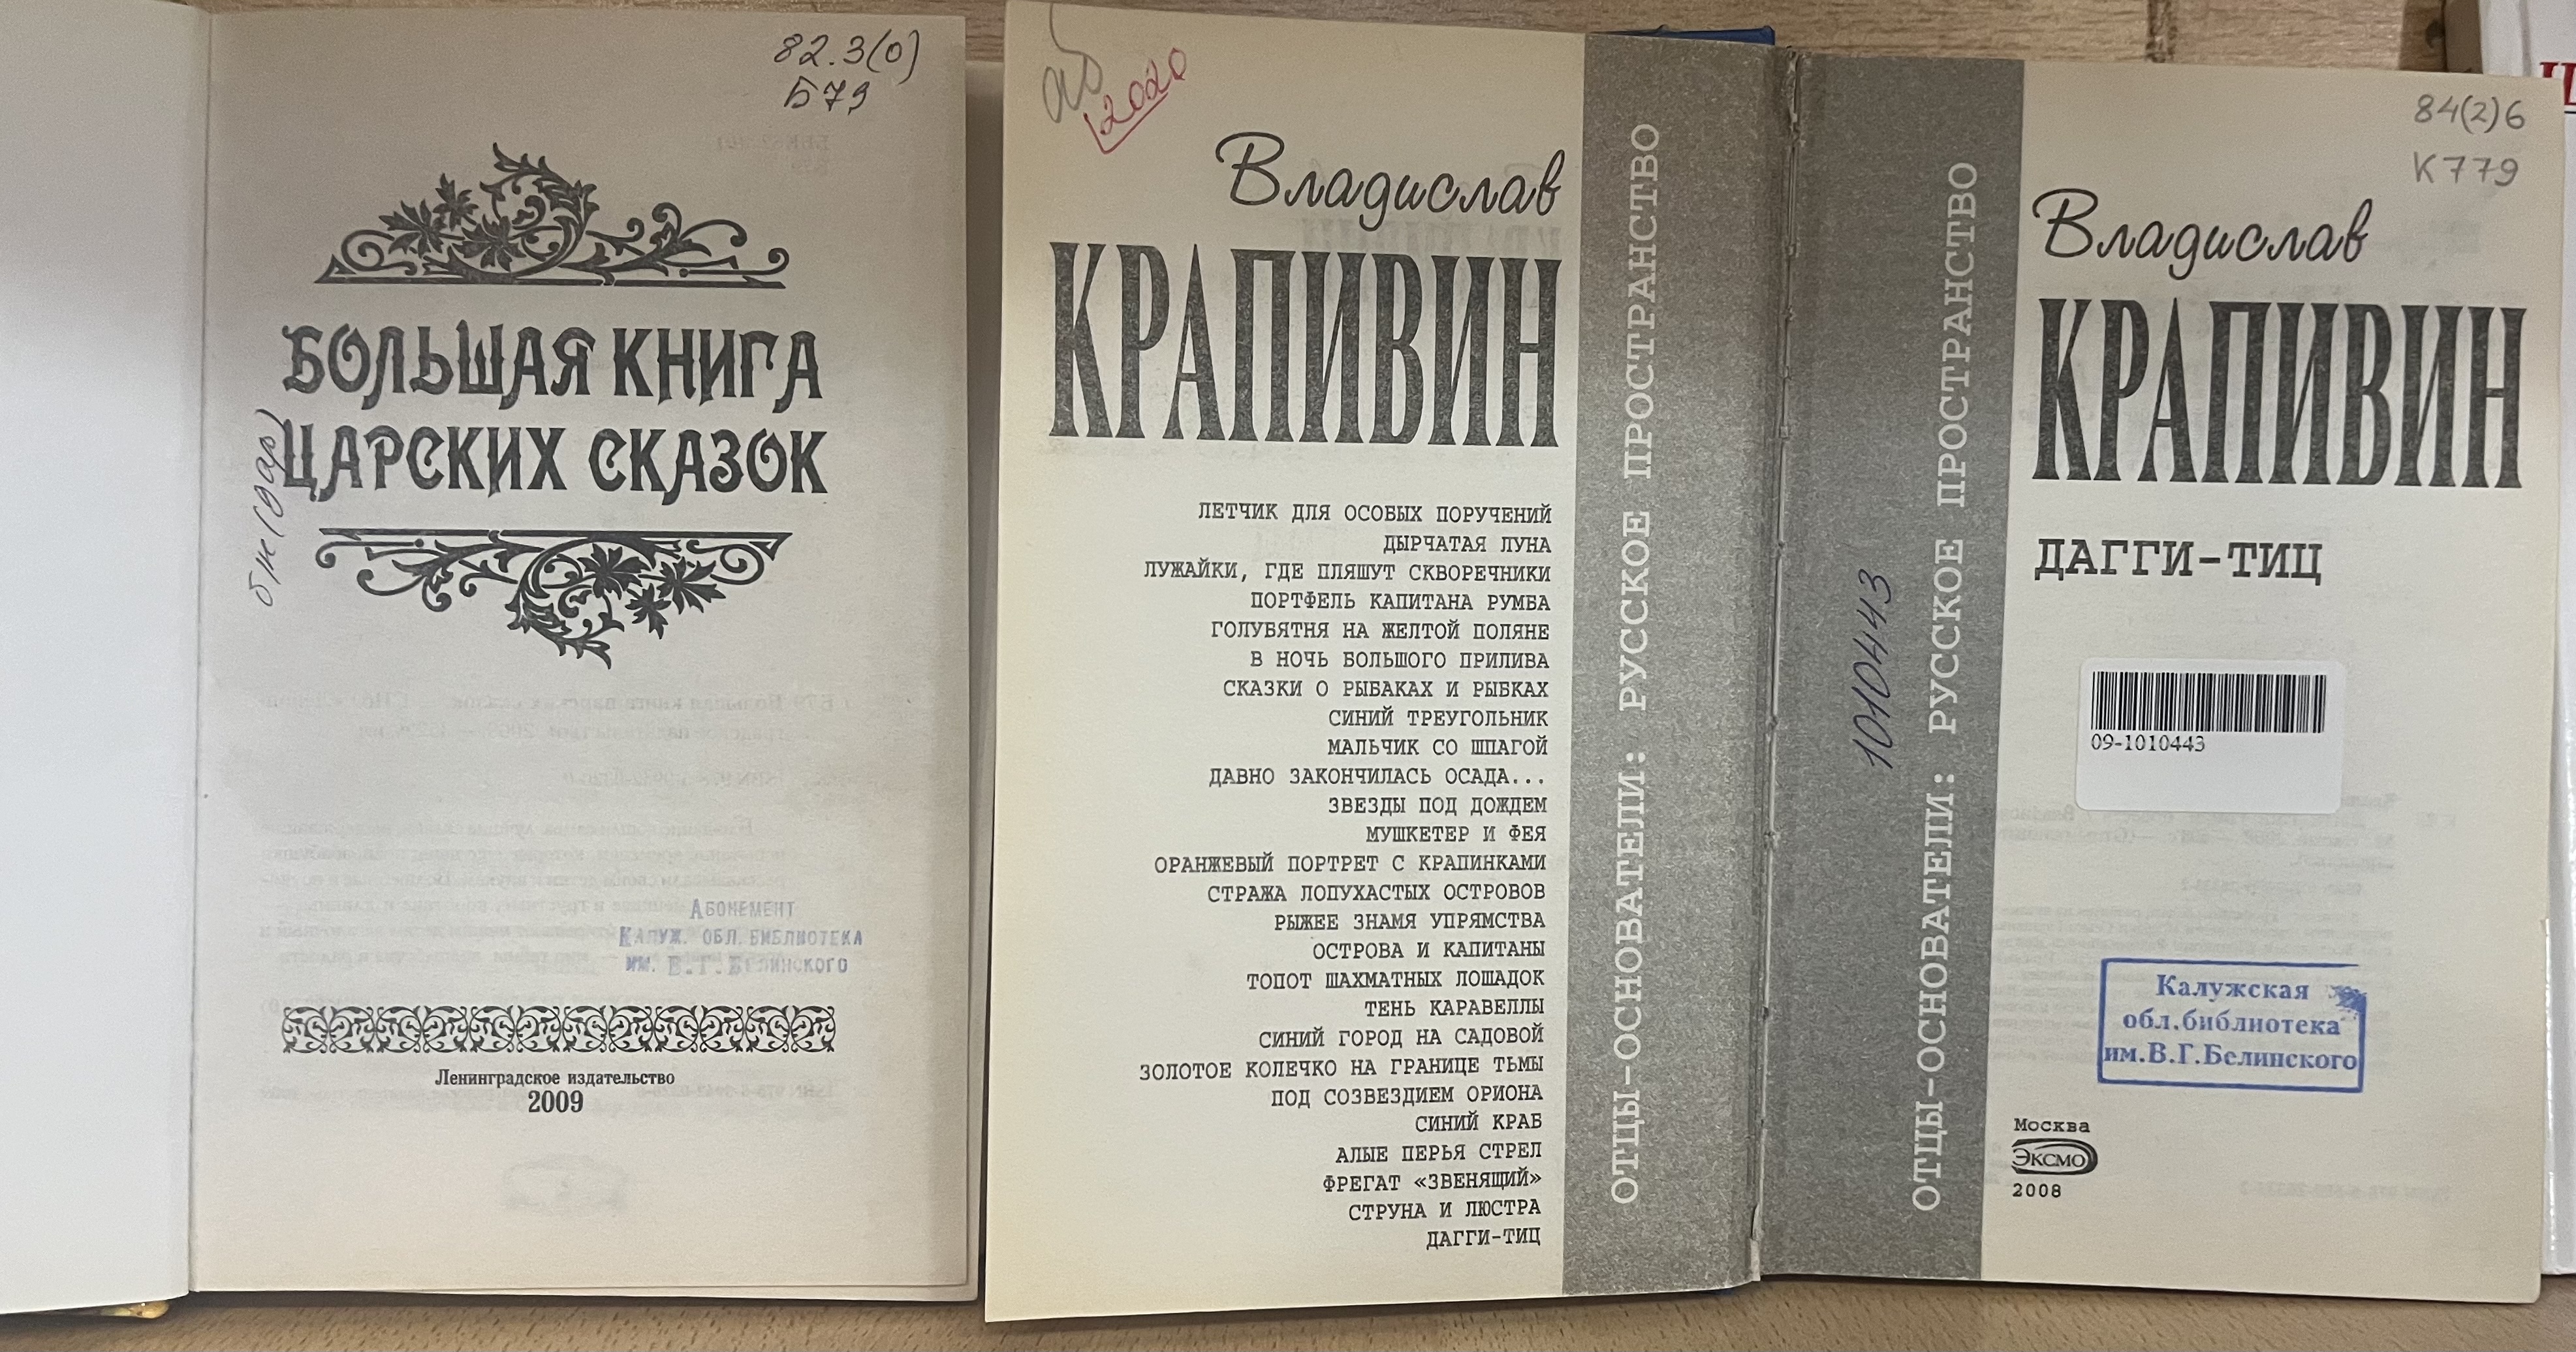 82.3(0)
Б79
БОЛЬШАЯ КНИГА
ЦАРСКИХ СКАЗОК
б/н (дар)
Абонемент
Калуж. обл. библиотека
им. В.Г. Белинского
Ленинградское издательство
2009
аб
2020
Владислав
КРАПИВИН
ЛЕТЧИК ДЛЯ ОСОБЫХ ПОРУЧЕНИЙ
ДЫРЧАТАЯ ЛУНА
ЛУЖАЙКИ, ГДЕ ПЛЯШУТ СКВОРЕЧНИКИ
ПОРТФЕЛЬ КАПИТАНА РУМБА
ГОЛУБЯТНЯ НА ЖЕЛТОЙ ПОЛЯНЕ
В НОЧЬ БОЛЬШОГО ПРИЛИВА
СКАЗКИ О РЫБАКАХ И РЫБКАХ
СИНИЙ ТРЕУГОЛЬНИК
МАЛЬЧИК СО ШПАГОЙ
ДАВНО ЗАКОНЧИЛАСЬ ОСАДА...
ЗВЕЗДЫ ПОД ДОЖДЕМ
МУШКЕТЕР И ФЕЯ
ОРАНЖЕВЫЙ ПОРТРЕТ С КРАПИНКАМИ
СТРАЖА ЛОПУХАСТЫХ ОСТРОВОВ
РЫЖЕЕ ЗНАМЯ УПРЯМСТВА
ОСТРОВА И КАПИТАНЫ
ТОПОТ ШАХМАТНЫХ ЛОШАДОК
ТЕНЬ КАРАВЕЛЛЫ
СИНИЙ ГОРОД НА САДОВОЙ
ЗОЛОТОЕ КОЛЕЧКО НА ГРАНИЦЕ ТЬМЫ
ПОД СОЗВЕЗДИЕМ ОРИОНА
СИНИЙ КРАБ
АЛЫЕ ПЕРЬЯ СТРЕЛ
ФРЕГАТ «ЗВЕНЯЩИЙ»
СТРУНА И ЛЮСТРА
ДАГГИ-ТИЦ
ОТЦЫ-ОСНОВАТЕЛИ: РУССКОЕ ПРОСТРАНСТВО
ОТЦЫ-ОСНОВАТЕЛИ: РУССКОЕ ПРОСТРАНСТВО
1010443
84(2)6
К779
Владислав
КРАПИВИН
ДАГГИ-ТИЦ
09-1010443
Калужская
обл.библиотека
им.В.Г.Белинского
Москва
ЭКСМО
2008